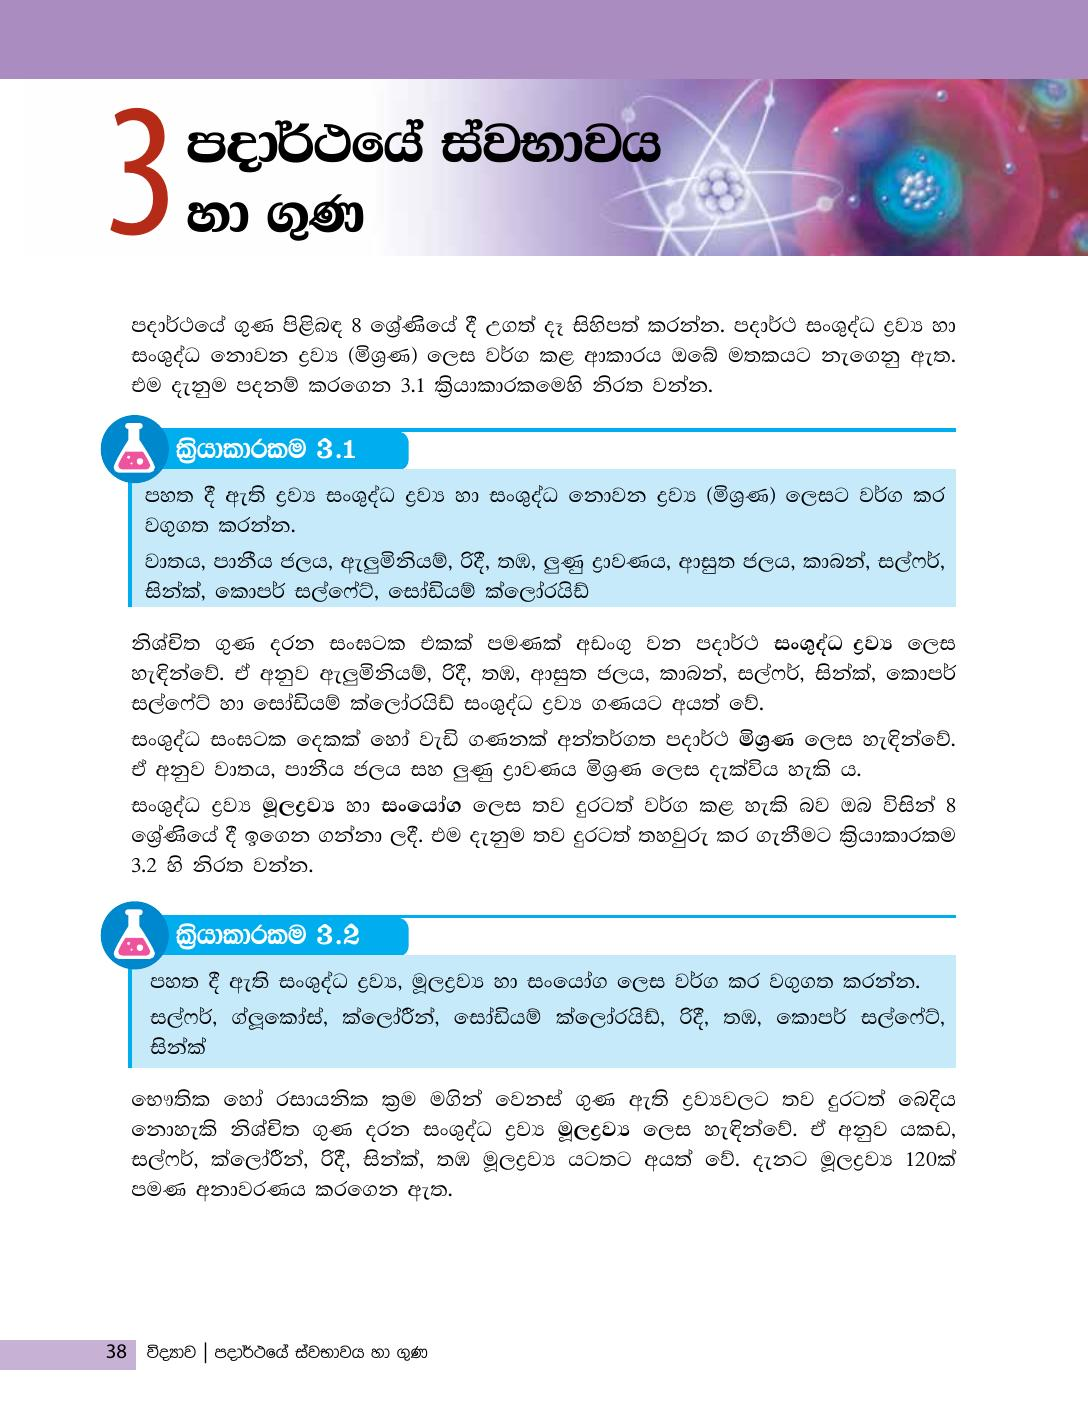 3 පදාර්ථයේ ස්වභාවය
හා ගුණ
පදාර්ථයේ ගුණ පිළිබඳ 8 ශ්‍රේණියේ දී උගත් දෑ සිහිපත් කරන්න. පදාර්ථ සංශුද්ධ ද්‍රව්‍ය හා
සංශුද්ධ නොවන ද්‍රව්‍ය (මිශ්‍රණ) ලෙස වර්ග කළ ආකාරය ඔබේ මතකයට නැගෙනු ඇත.
එම දැනුම පදනම් කරගෙන 3.1 ක්‍රියාකාරකමෙහි නිරත වන්න.
ක්‍රියාකාරකම 3.1
පහත දී ඇති ද්‍රව්‍ය සංශුද්ධ ද්‍රව්‍ය හා සංශුද්ධ නොවන ද්‍රව්‍ය (මිශ්‍රණ) ලෙසට වර්ග කර
වගුගත කරන්න.
වාතය, පානීය ජලය, ඇලුමිනියම්, රිදී, තඹ, ලුණු ද්‍රාවණය, ආසුත ජලය, කාබන්, සල්ෆර්,
සින්ක්, කොපර් සල්ෆේට්, සෝඩියම් ක්ලෝරයිඩ්
නිශ්චිත ගුණ දරන සංඝටක එකක් පමණක් අඩංගු වන පදාර්ථ සංශුද්ධ ද්‍රව්‍ය ලෙස
හැඳින්වේ. ඒ අනුව ඇලුමිනියම්, රිදී, තඹ, ආසුත ජලය, කාබන්, සල්ෆර්, සින්ක්, කොපර්
සල්ෆේට් හා සෝඩියම් ක්ලෝරයිඩ් සංශුද්ධ ද්‍රව්‍ය ගණයට අයත් වේ.
සංශුද්ධ සංඝටක දෙකක් හෝ වැඩි ගණනක් අන්තර්ගත පදාර්ථ මිශ්‍රණ ලෙස හැඳින්වේ.
ඒ අනුව වාතය, පානීය ජලය සහ ලුණු ද්‍රාවණය මිශ්‍රණ ලෙස දැක්විය හැකි ය.
සංශුද්ධ ද්‍රව්‍ය මූලද්‍රව්‍ය හා සංයෝග ලෙස තව දුරටත් වර්ග කළ හැකි බව ඔබ විසින් 8
ශ්‍රේණියේ දී ඉගෙන ගන්නා ලදී. එම දැනුම තව දුරටත් තහවුරු කර ගැනීමට ක්‍රියාකාරකම
3.2 හි නිරත වන්න.
ක්‍රියාකාරකම 3.2
පහත දී ඇති සංශුද්ධ ද්‍රව්‍ය, මූලද්‍රව්‍ය හා සංයෝග ලෙස වර්ග කර වගුගත කරන්න.
සල්ෆර්, ග්ලූකෝස්, ක්ලෝරීන්, සෝඩියම් ක්ලෝරයිඩ්, රිදී, තඹ, කොපර් සල්ෆේට්,
සින්ක්
භෞතික හෝ රසායනික ක්‍රම මගින් වෙනස් ගුණ ඇති ද්‍රව්‍යවලට තව දුරටත් බෙදිය
නොහැකි නිශ්චිත ගුණ දරන සංශුද්ධ ද්‍රව්‍ය මූලද්‍රව්‍ය ලෙස හැඳින්වේ. ඒ අනුව යකඩ,
සල්ෆර්, ක්ලෝරීන්, රිදී, සින්ක්, තඹ මූලද්‍රව්‍ය යටතට අයත් වේ. දැනට මූලද්‍රව්‍ය 120ක්
පමණ අනාවරණය කරගෙන ඇත.
38 විද්‍යාව | පදාර්ථයේ ස්වභාවය හා ගුණ